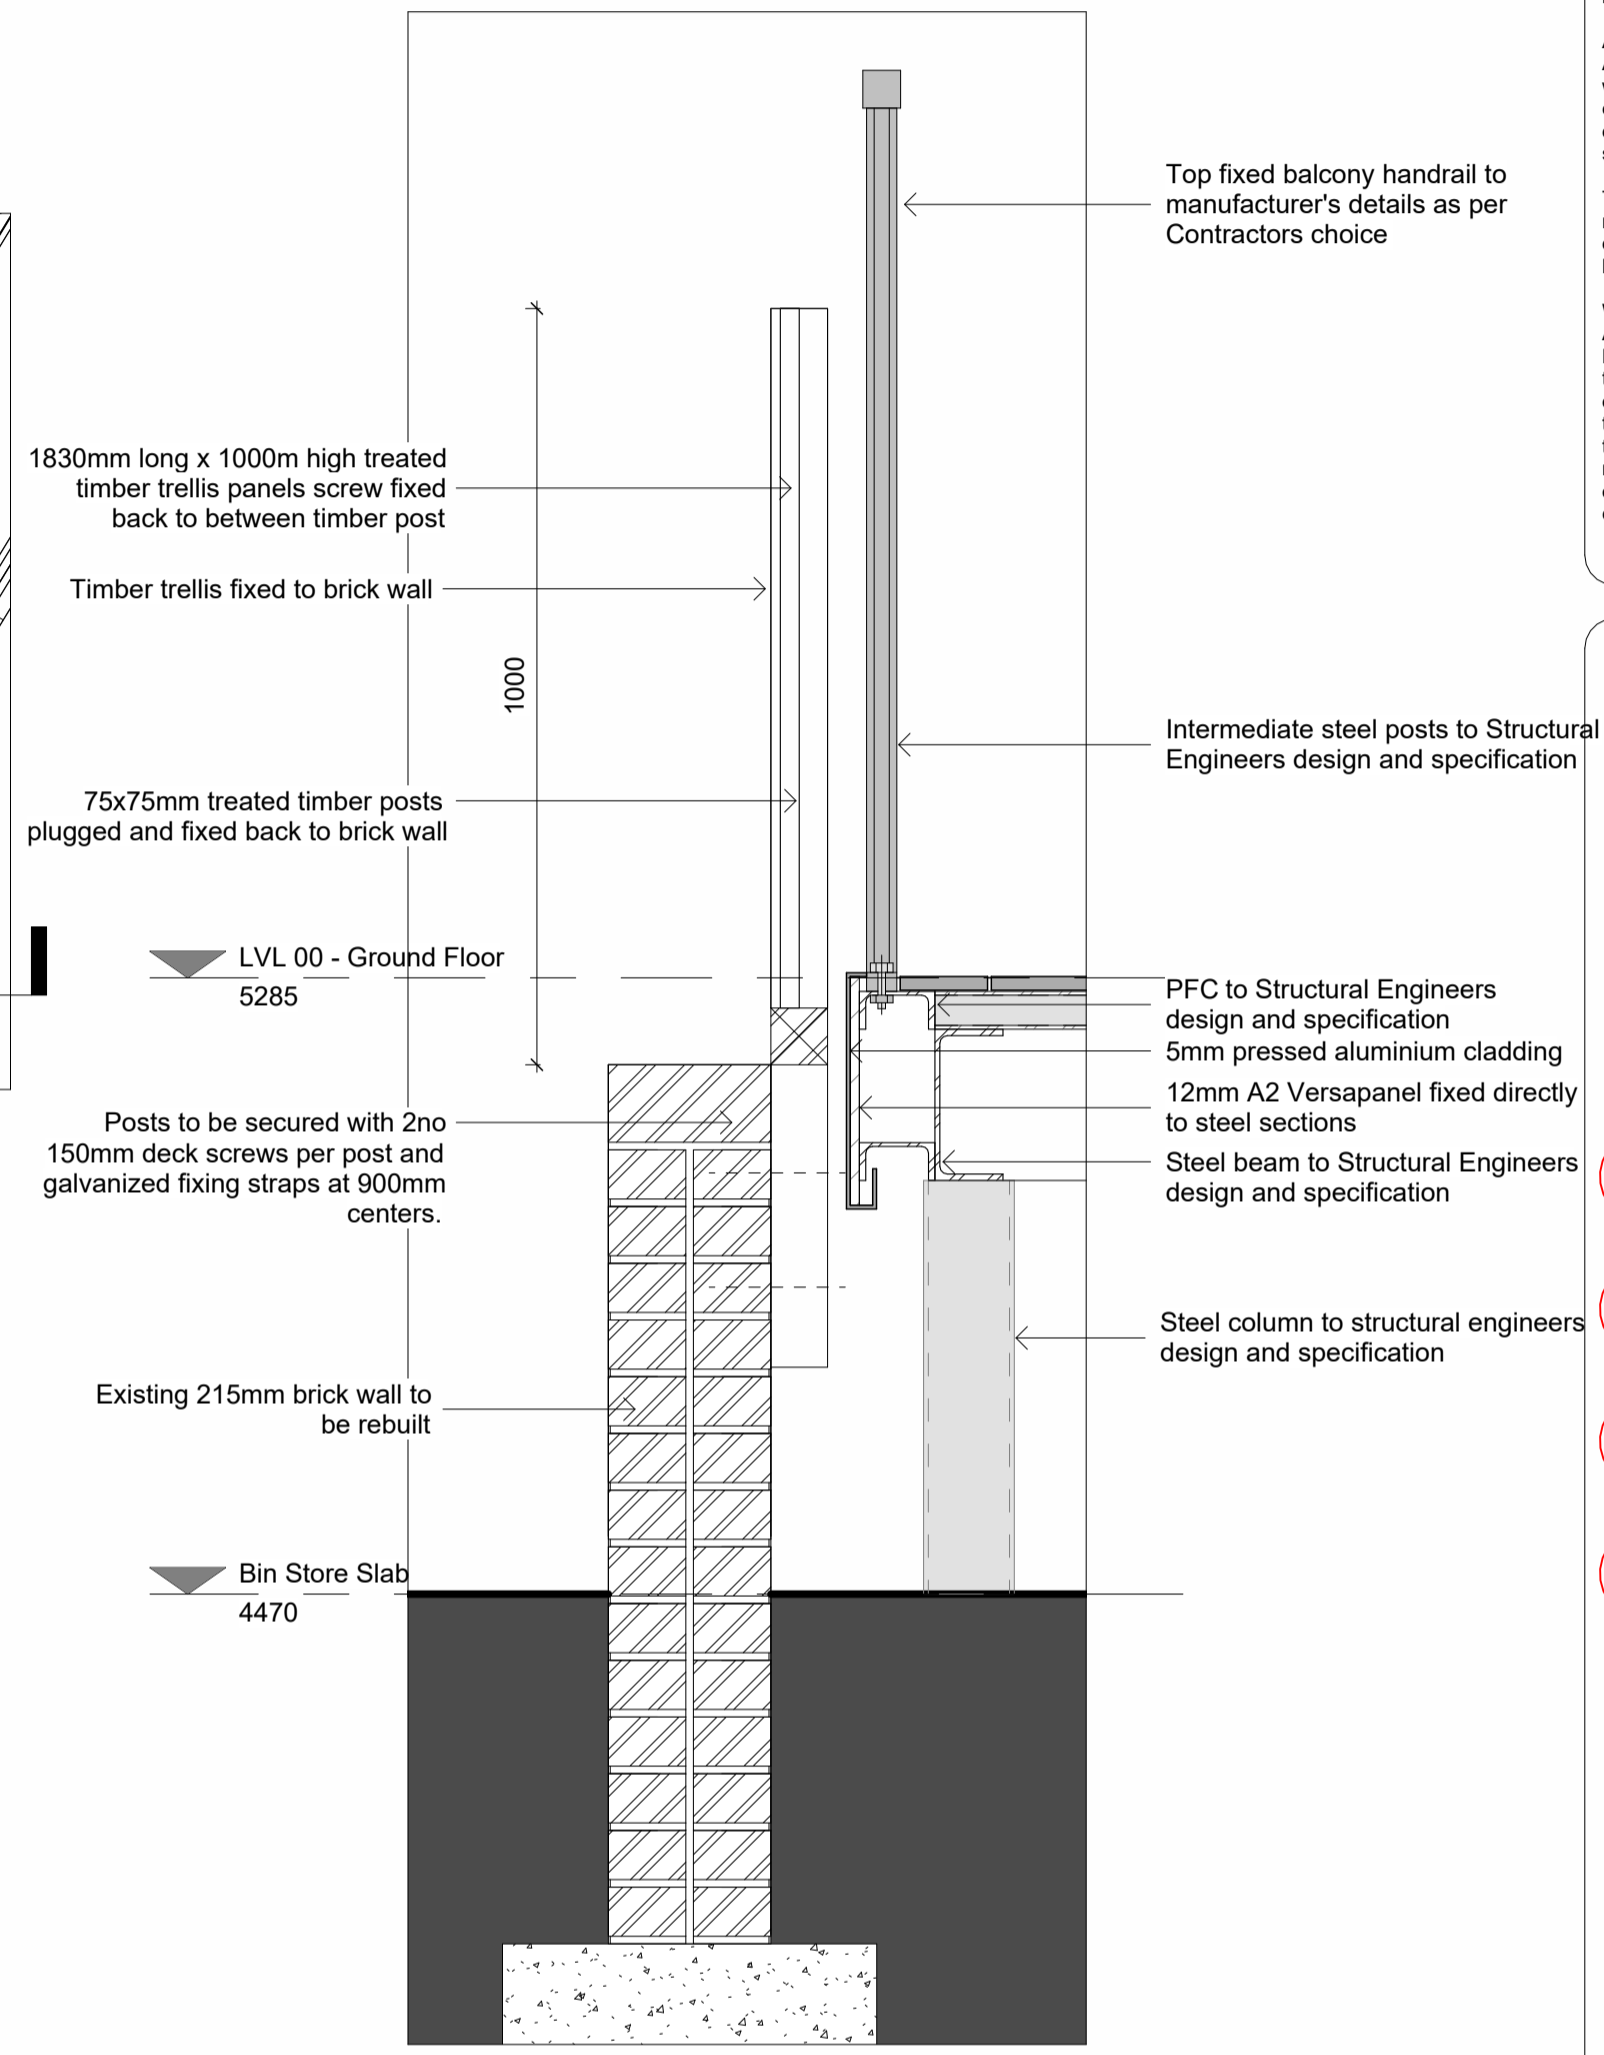 Top fixed balcony handrail to
manufacturer's details as per
Contractors choice
1830mm long x 1000m high treated
timber trellis panels screw fixed
back to between timber post
Timber trellis fixed to brick wall
1000
Intermediate steel posts to Structural
Engineers design and specification
75x75mm treated timber posts
plugged and fixed back to brick wall
LVL 00 - Ground Floor
5285
PFC to Structural Engineers
design and specification
5mm pressed aluminium cladding
12mm A2 Versapanel fixed directly
to steel sections
Steel beam to Structural Engineers
design and specification
Posts to be secured with 2no
150mm deck screws per post and
galvanized fixing straps at 900mm
centers.
Steel column to structural engineers
design and specification
Existing 215mm brick wall to
be rebuilt
Bin Store Slab
4470